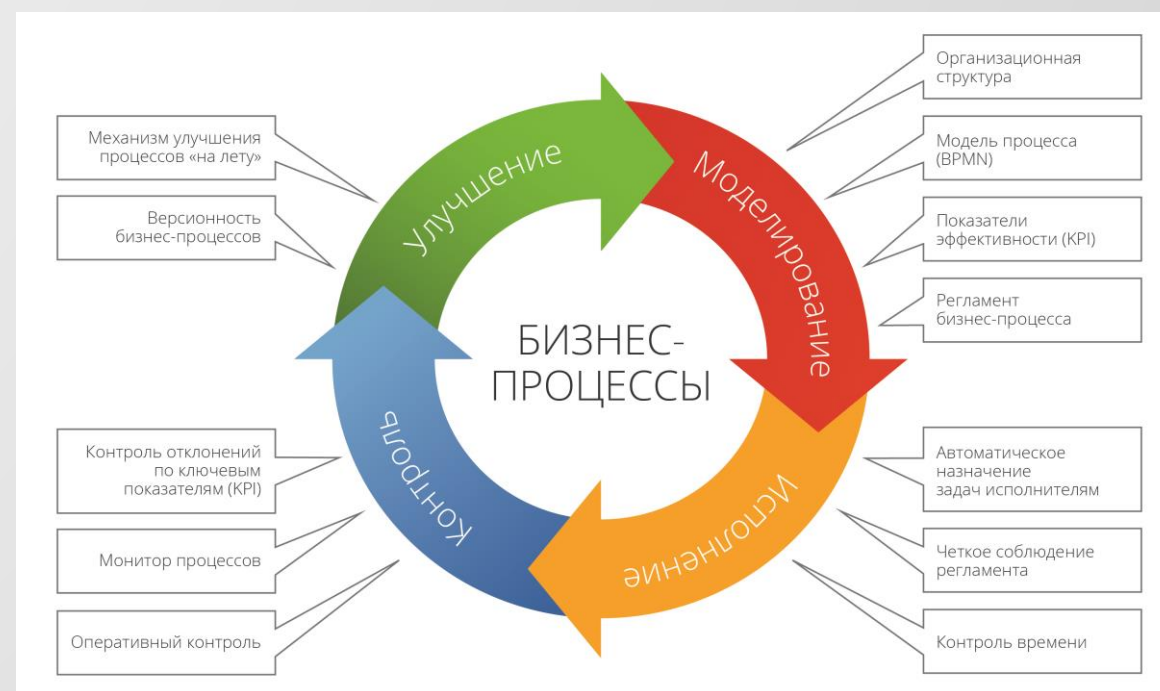 Организационная
структура
Модель процесса
(BPMN)
Показатели
эффективности (KPI)
Регламент
бизнес-процесса
Механизм улучшения
процессов «на лету»
Версионность
бизнес-процессов
Улучшение
Моделирование
БИЗНЕС-
ПРОЦЕССЫ
Контроль
Исполнение
Контроль отклонений
по ключевым
показателям (KPI)
Монитор процессов
Оперативный контроль
Автоматическое
назначение
задач исполнителям
Четкое соблюдение
регламента
Контроль времени